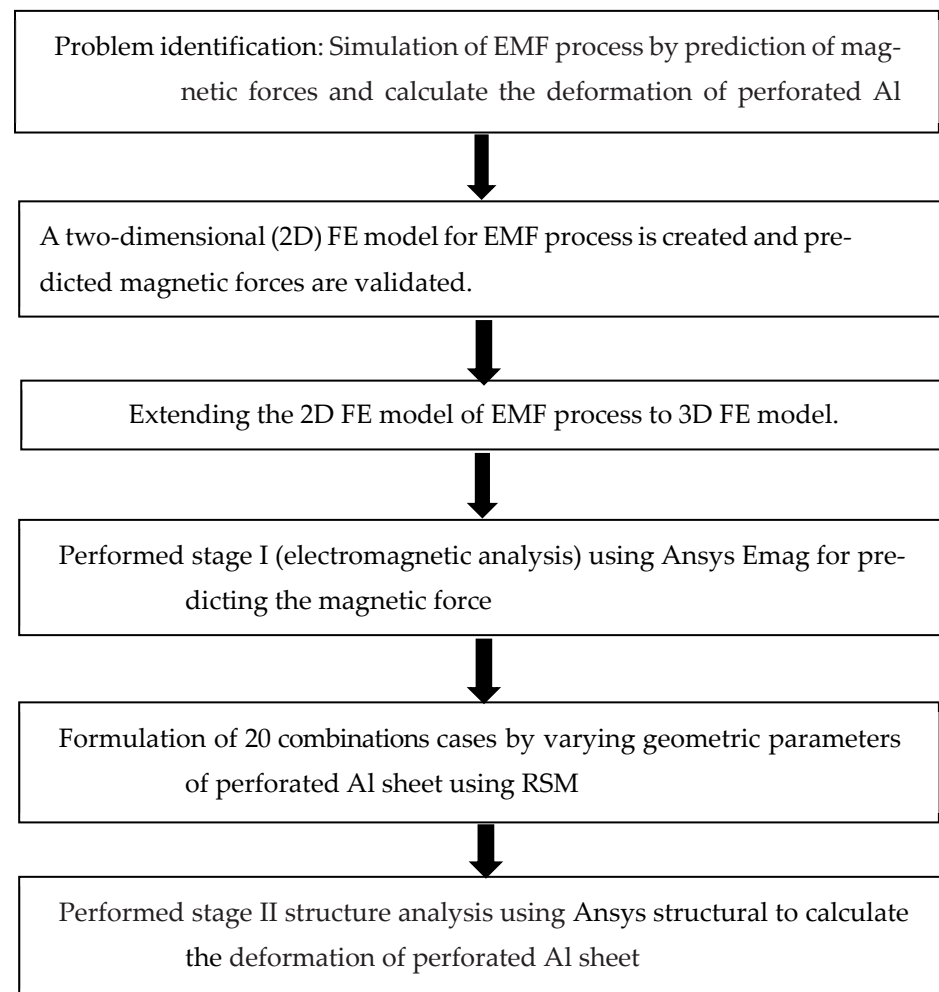 Problem identification: Simulation of EMF process by prediction of mag-
netic forces and calculate the deformation of perforated Al
A two-dimensional (2D) FE model for EMF process is created and pre-
dicted magnetic forces are validated.
Extending the 2D FE model of EMF process to 3D FE model.
Performed stage I (electromagnetic analysis) using Ansys Emag for pre-
dicting the magnetic force
Formulation of 20 combinations cases by varying geometric parameters
of perforated Al sheet using RSM
Performed stage II structure analysis using Ansys structural to calculate
the deformation of perforated Al sheet